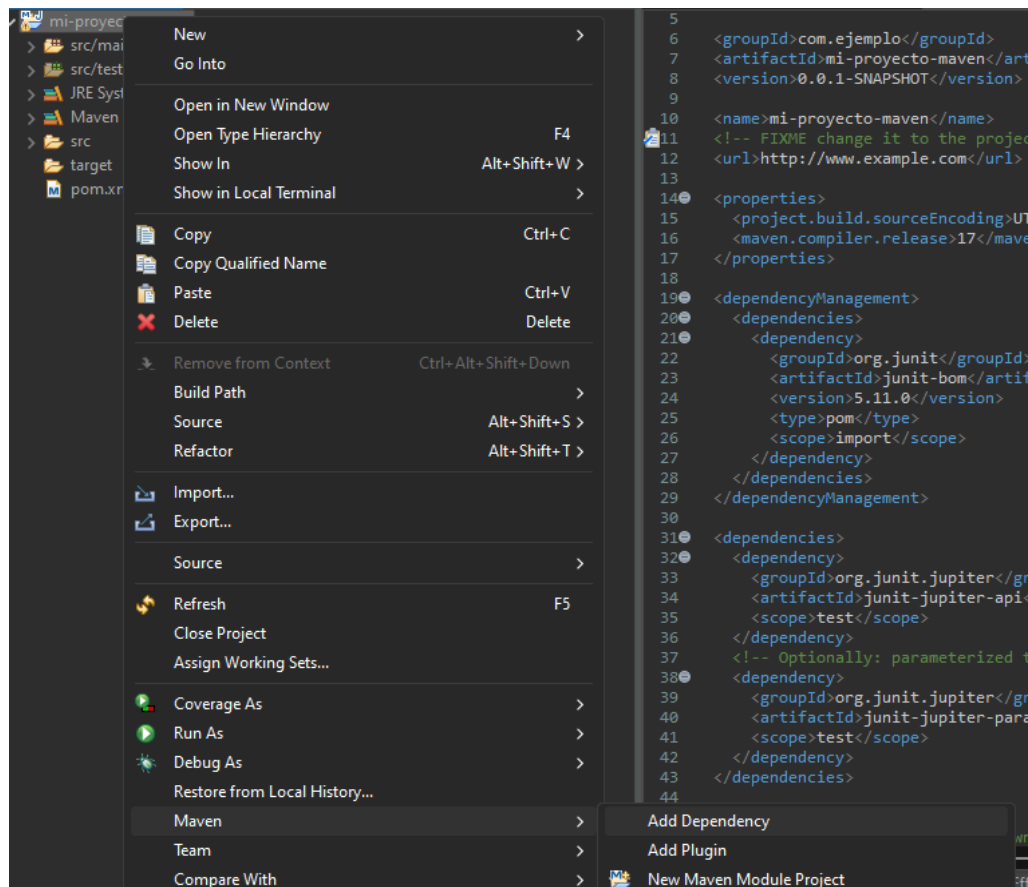 mi-proyec
src/mai
src/test
JRE Syst
Maven
src
target
pom.xm
New
Go Into
Open in New Window
Open Type Hierarchy F4
Show In Alt+Shift+W >
Show in Local Terminal
Copy Ctrl+C
Copy Qualified Name
Paste Ctrl+V
Delete Delete
Remove from Context Ctrl+Alt+Shift+Down
Build Path
Source Alt+Shift+S >
Refactor Alt+Shift+T >
Import...
Export...
Source
Refresh F5
Close Project
Assign Working Sets...
Coverage As
Run As
Debug As
Restore from Local History...
Maven
Team
Compare With
Add Dependency
Add Plugin
New Maven Module Project
5
6 <groupId>com.ejemplo</groupId>
7 <artifactId>mi-proyecto-maven</art
8 <version>0.0.1-SNAPSHOT</version>
9
10 <name>mi-proyecto-maven</name>
11 <!-- FIXME change it to the projec
12 <url>http://www.example.com</url>
13
14 <properties>
15 <project.build.sourceEncoding>UT
16 <maven.compiler.release>17</mave
17 </properties>
18
19 <dependencyManagement>
20 <dependencies>
21 <dependency>
22 <groupId>org.junit</groupId>
23 <artifactId>junit-bom</artif
24 <version>5.11.0</version>
25 <type>pom</type>
26 <scope>import</scope>
27 </dependency>
28 </dependencies>
29 </dependencyManagement>
30
31 <dependencies>
32 <dependency>
33 <groupId>org.junit.jupiter</gr
34 <artifactId>junit-jupiter-api<
35 <scope>test</scope>
36 </dependency>
37 <!-- Optionally: parameterized t
38 <dependency>
39 <groupId>org.junit.jupiter</gr
40 <artifactId>junit-jupiter-para
41 <scope>test</scope>
42 </dependency>
43 </dependencies>
44